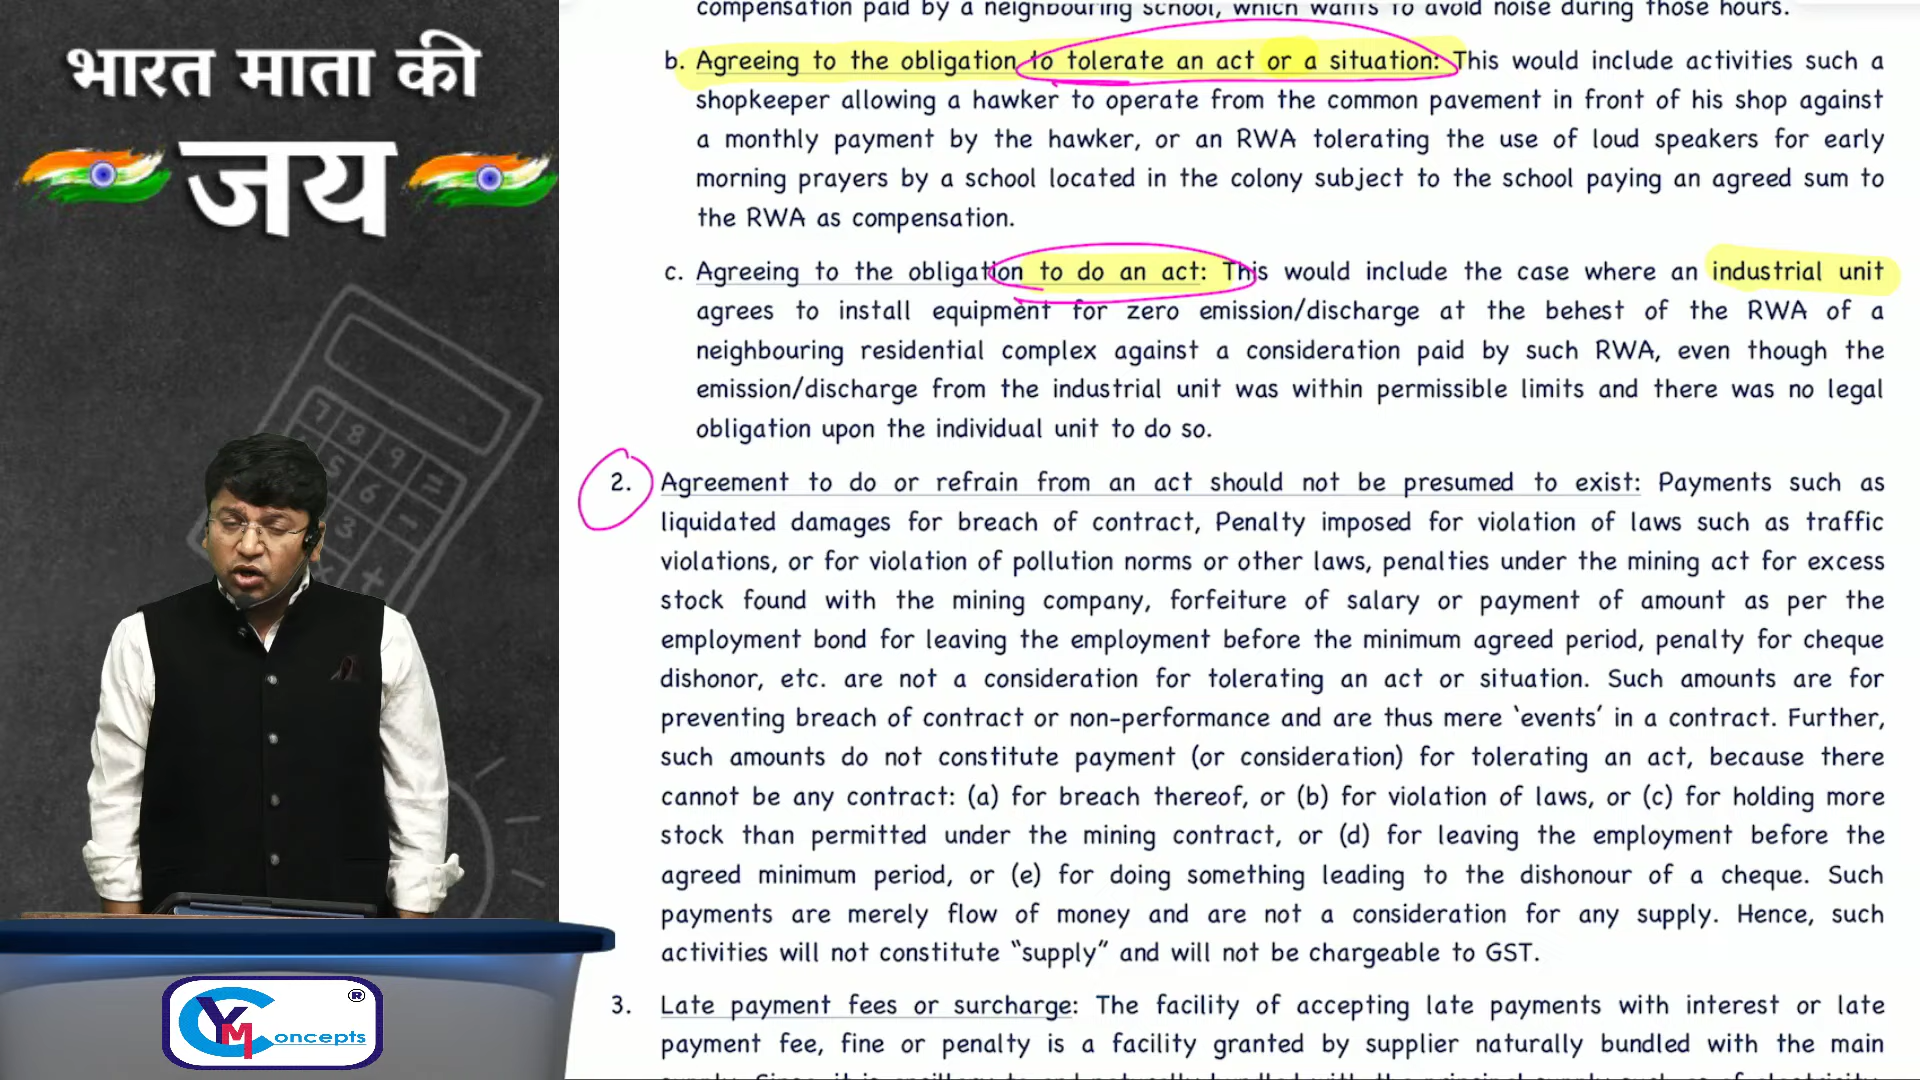 भारत माता की
जय
compensation paid by a neighbouring school, which wants to avoid noise during those hours.
b. Agreeing to the obligation to tolerate an act or a situation: This would include activities such a
shopkeeper allowing a hawker to operate from the common pavement in front of his shop against
a monthly payment by the hawker, or an RWA tolerating the use of loud speakers for early
morning prayers by a school located in the colony subject to the school paying an agreed sum to
the RWA as compensation.
c. Agreeing to the obligation to do an act: This would include the case where an industrial unit
agrees to install equipment for zero emission/discharge at the behest of the RWA of a
neighbouring residential complex against a consideration paid by such RWA, even though the
emission/discharge from the industrial unit was within permissible limits and there was no legal
obligation upon the individual unit to do so.
2. Agreement to do or refrain from an act should not be presumed to exist: Payments such as
liquidated damages for breach of contract, Penalty imposed for violation of laws such as traffic
violations, or for violation of pollution norms or other laws, penalties under the mining act for excess
stock found with the mining company, forfeiture of salary or payment of amount as per the
employment bond for leaving the employment before the minimum agreed period, penalty for cheque
dishonor, etc. are not a consideration for tolerating an act or situation. Such amounts are for
preventing breach of contract or non-performance and are thus mere ‘events’ in a contract. Further,
such amounts do not constitute payment (or consideration) for tolerating an act, because there
cannot be any contract: (a) for breach thereof, or (b) for violation of laws, or (c) for holding more
stock than permitted under the mining contract, or (d) for leaving the employment before the
agreed minimum period, or (e) for doing something leading to the dishonour of a cheque. Such
payments are merely flow of money and are not a consideration for any supply. Hence, such
activities will not constitute “supply” and will not be chargeable to GST.
3. Late payment fees or surcharge: The facility of accepting late payments with interest or late
payment fee, fine or penalty is a facility granted by supplier naturally bundled with the main
7 8 9 =
5 6 -
3
× +
CYM Concepts ®